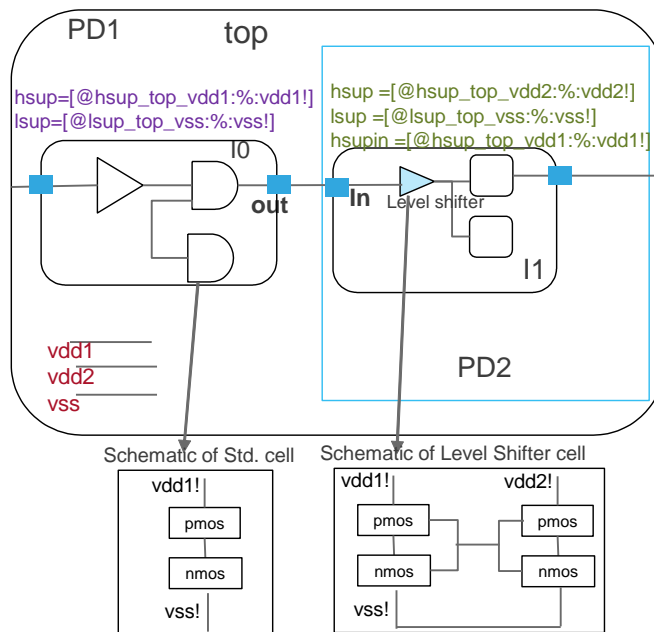 PD1
top
hsup=[@hsup_top_vdd1:%:vdd1!]
lsup=[@lsup_top_vss:%:vss!]
hsup =[@hsup_top_vdd2:%:vdd2!]
lsup =[@lsup_top_vss:%:vss!]
hsupin =[@hsup_top_vdd1:%:vdd1!]
I0
out
In
Level shifter
I1
vdd1
vdd2
vss
PD2
Schematic of Std. cell
Schematic of Level Shifter cell
vdd1!
pmos
nmos
vss!
vdd1!
vdd2!
pmos
pmos
nmos
nmos
vss!